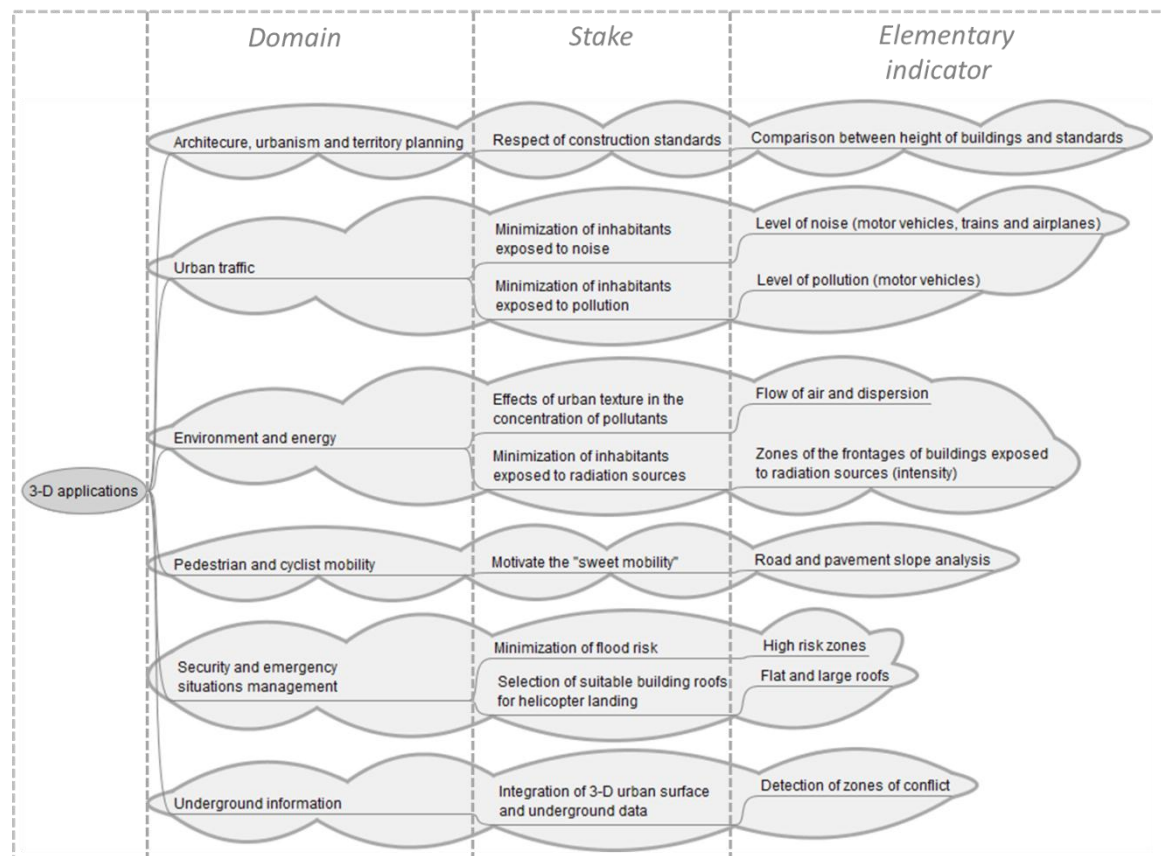 Domain
Stake
Elementary
indicator
Architecure, urbanism and territory planning
Respect of construction standards
Comparison between height of buildings and standards
Urban traffic
Minimization of inhabitants
exposed to noise
Level of noise (motor vehicles, trains and airplanes)
Minimization of inhabitants
exposed to pollution
Level of pollution (motor vehicles)
3-D applications
Environment and energy
Effects of urban texture in the
concentration of pollutants
Flow of air and dispersion
Minimization of inhabitants
exposed to radiation sources
Zones of the frontages of buildings exposed
to radiation sources (intensity)
Pedestrian and cyclist mobility
Motivate the "sweet mobility"
Road and pavement slope analysis
Security and emergency
situations management
Minimization of flood risk
High risk zones
Selection of suitable building roofs
for helicopter landing
Flat and large roofs
Underground information
Integration of 3-D urban surface
and underground data
Detection of zones of conflict